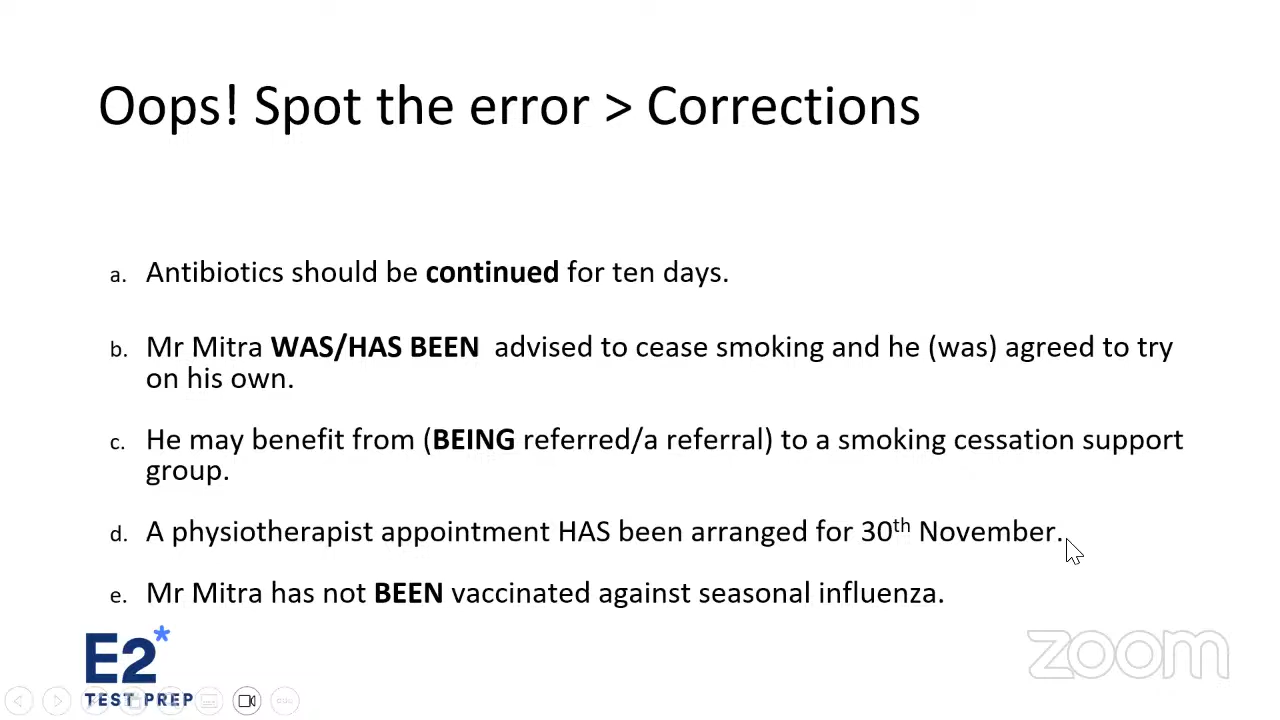 Oops! Spot the error > Corrections
a. Antibiotics should be continued for ten days.
b. Mr Mitra WAS/HAS BEEN advised to cease smoking and he (was) agreed to try
on his own.
c. He may benefit from (BEING referred/a referral) to a smoking cessation support
group.
d. A physiotherapist appointment HAS been arranged for 30th November.
e. Mr Mitra has not BEEN vaccinated against seasonal influenza.
E2*
TEST PREP
zoom